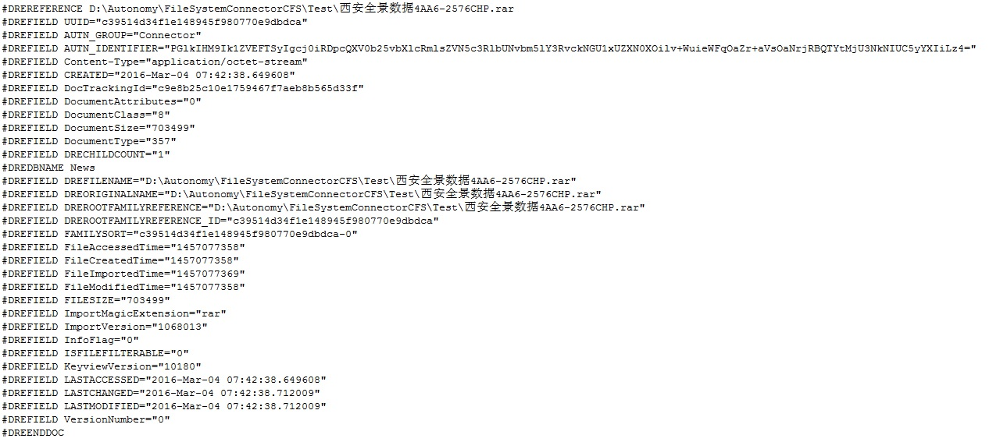 #DREREFERENCE D:\Autonomy\FileSystemConnectorCFS\Test\西安全景数据4AA6-2576CHP.rar
#DREFIELD UUID="c39514d34f1e148945f980770e9dbdca"
#DREFIELD AUTN_GROUP="Connector"
#DREFIELD AUTN_IDENTIFIER="PGlkIHM9Ik1ZVEFTSyIgcj0iRDpcQXV0b25vbXlcRmlsZVN5c3RlbUNvbm5lY3RvckNGU1xUZXN0XOilv+WuieWFqOaZr+aVsOaNrjRBQTYtMjU3NkNIUC5yYXIiLz4="
#DREFIELD Content-Type="application/octet-stream"
#DREFIELD CREATED="2016-Mar-04 07:42:38.649608"
#DREFIELD DocTrackingId="c9e8b25c10e1759467f7aeb8b565d33f"
#DREFIELD DocumentAttributes="0"
#DREFIELD DocumentClass="8"
#DREFIELD DocumentSize="703499"
#DREFIELD DocumentType="357"
#DREFIELD DRECHILDCOUNT="1"
#DREDBNAME News
#DREFIELD DREFILENAME="D:\Autonomy\FileSystemConnectorCFS\Test\西安全景数据4AA6-2576CHP.rar"
#DREFIELD DREORIGINALNAME="D:\Autonomy\FileSystemConnectorCFS\Test\西安全景数据4AA6-2576CHP.rar"
#DREFIELD DREROOTFAMILYREFERENCE="D:\Autonomy\FileSystemConnectorCFS\Test\西安全景数据4AA6-2576CHP.rar"
#DREFIELD DREROOTFAMILYREFERENCE_ID="c39514d34f1e148945f980770e9dbdca"
#DREFIELD FAMILYSORT="c39514d34f1e148945f980770e9dbdca-0"
#DREFIELD FileAccessedTime="1457077358"
#DREFIELD FileCreatedTime="1457077358"
#DREFIELD FileImportedTime="1457077369"
#DREFIELD FileModifiedTime="1457077358"
#DREFIELD FILESIZE="703499"
#DREFIELD ImportMagicExtension="rar"
#DREFIELD ImportVersion="1068013"
#DREFIELD InfoFlag="0"
#DREFIELD ISFILEFILTERABLE="0"
#DREFIELD KeyviewVersion="10180"
#DREFIELD LASTACCESSED="2016-Mar-04 07:42:38.649608"
#DREFIELD LASTCHANGED="2016-Mar-04 07:42:38.712009"
#DREFIELD LASTMODIFIED="2016-Mar-04 07:42:38.712009"
#DREFIELD VersionNumber="0"
#DREENDDOC